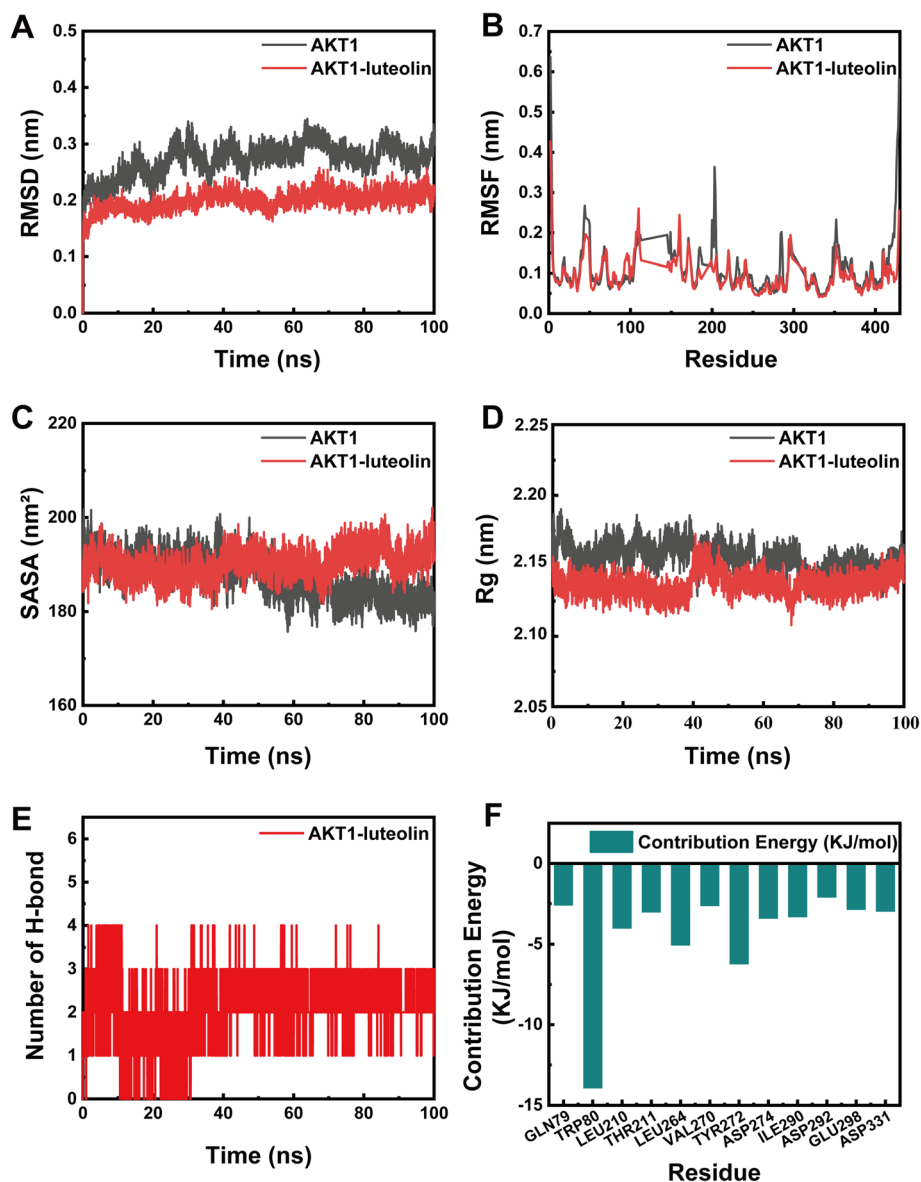 A
AKT1
AKT1-luteolin
RMSD (nm)
0.5
0.4
0.3
0.2
0.1
0.0
0 20 40 60 80 100
Time (ns)
B
AKT1
AKT1-luteolin
RMSF (nm)
0.7
0.6
0.5
0.4
0.3
0.2
0.1
0.0
0 100 200 300 400
Residue
C
AKT1
AKT1-luteolin
SASA (nm²)
220
200
180
160
0 20 40 60 80 100
Time (ns)
D
AKT1
AKT1-luteolin
Rg (nm)
2.25
2.20
2.15
2.10
2.05
0 20 40 60 80 100
Time (ns)
E
AKT1-luteolin
Number of H-bond
6
5
4
3
2
1
0
0 20 40 60 80 100
Time (ns)
F
Contribution Energy (KJ/mol)
Contribution Energy
(KJ/mol)
0
-5
-10
-15
GLN79 TRP80 LEU210 THR211 LEU264 VAL270 TYR272 ASP274 ILE290 ASP292 GLU298 ASP331
Residue